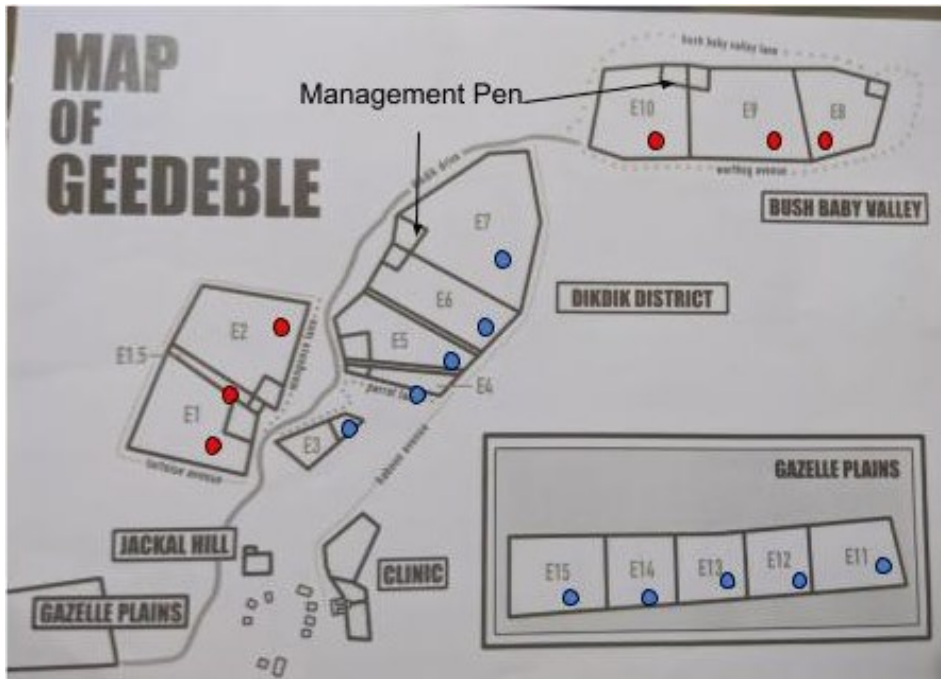 MAP
OF
GEEDEBLE
Management Pen
bush baby valley lane
E10
E9
E8
warthog avenue
BUSH BABY VALLEY
E7
DIKDIK DISTRICT
E6
E5
E4
parrot
E2
E1.5
E1
E3
baboon avenue
GAZELLE PLAINS
E15
E14
E13
E12
E11
JACKAL HILL
CLINIC
GAZELLE PLAINS